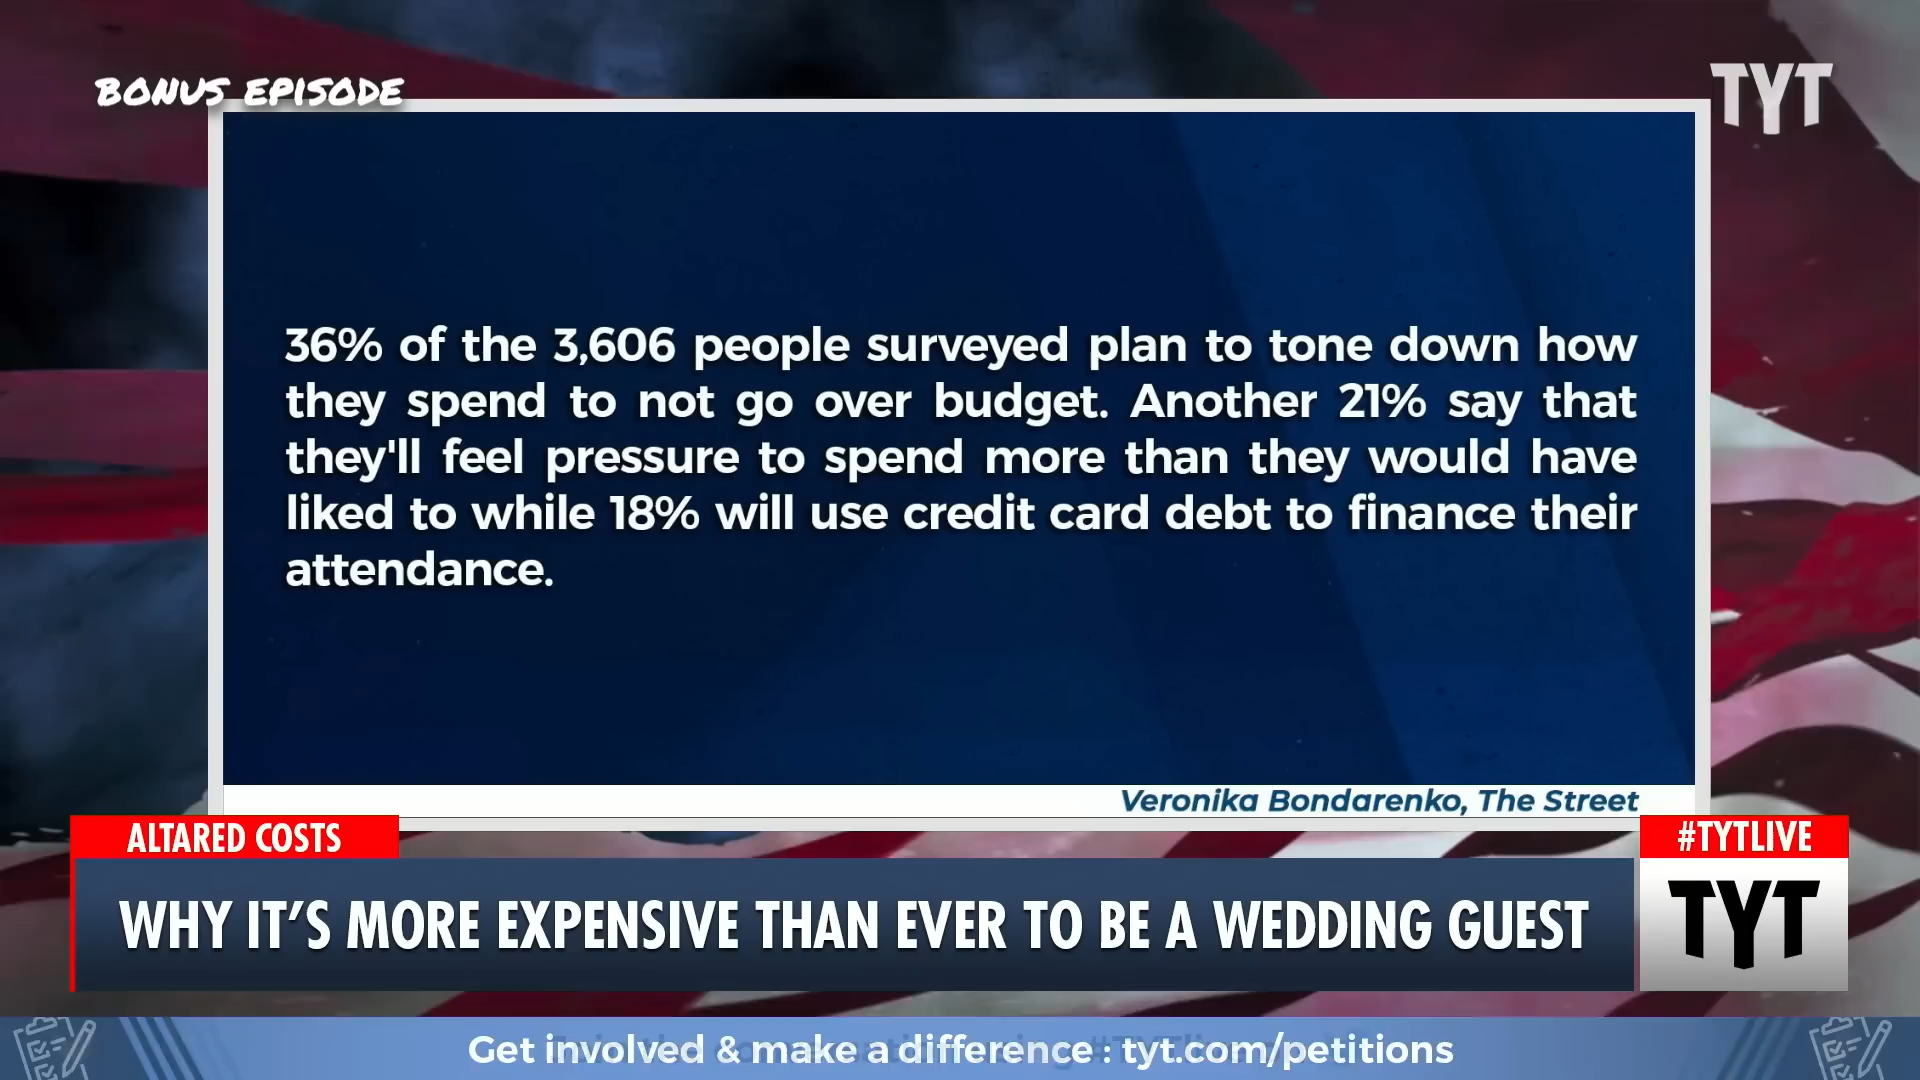 BONUS EPISODE
TYT
36% of the 3,606 people surveyed plan to tone down how
they spend to not go over budget. Another 21% say that
they'll feel pressure to spend more than they would have
liked to while 18% will use credit card debt to finance their
attendance.
Veronika Bondarenko, The Street
ALTARED COSTS
#TYTLIVE
WHY IT’S MORE EXPENSIVE THAN EVER TO BE A WEDDING GUEST
TYT
Get involved & make a difference : tyt.com/petitions